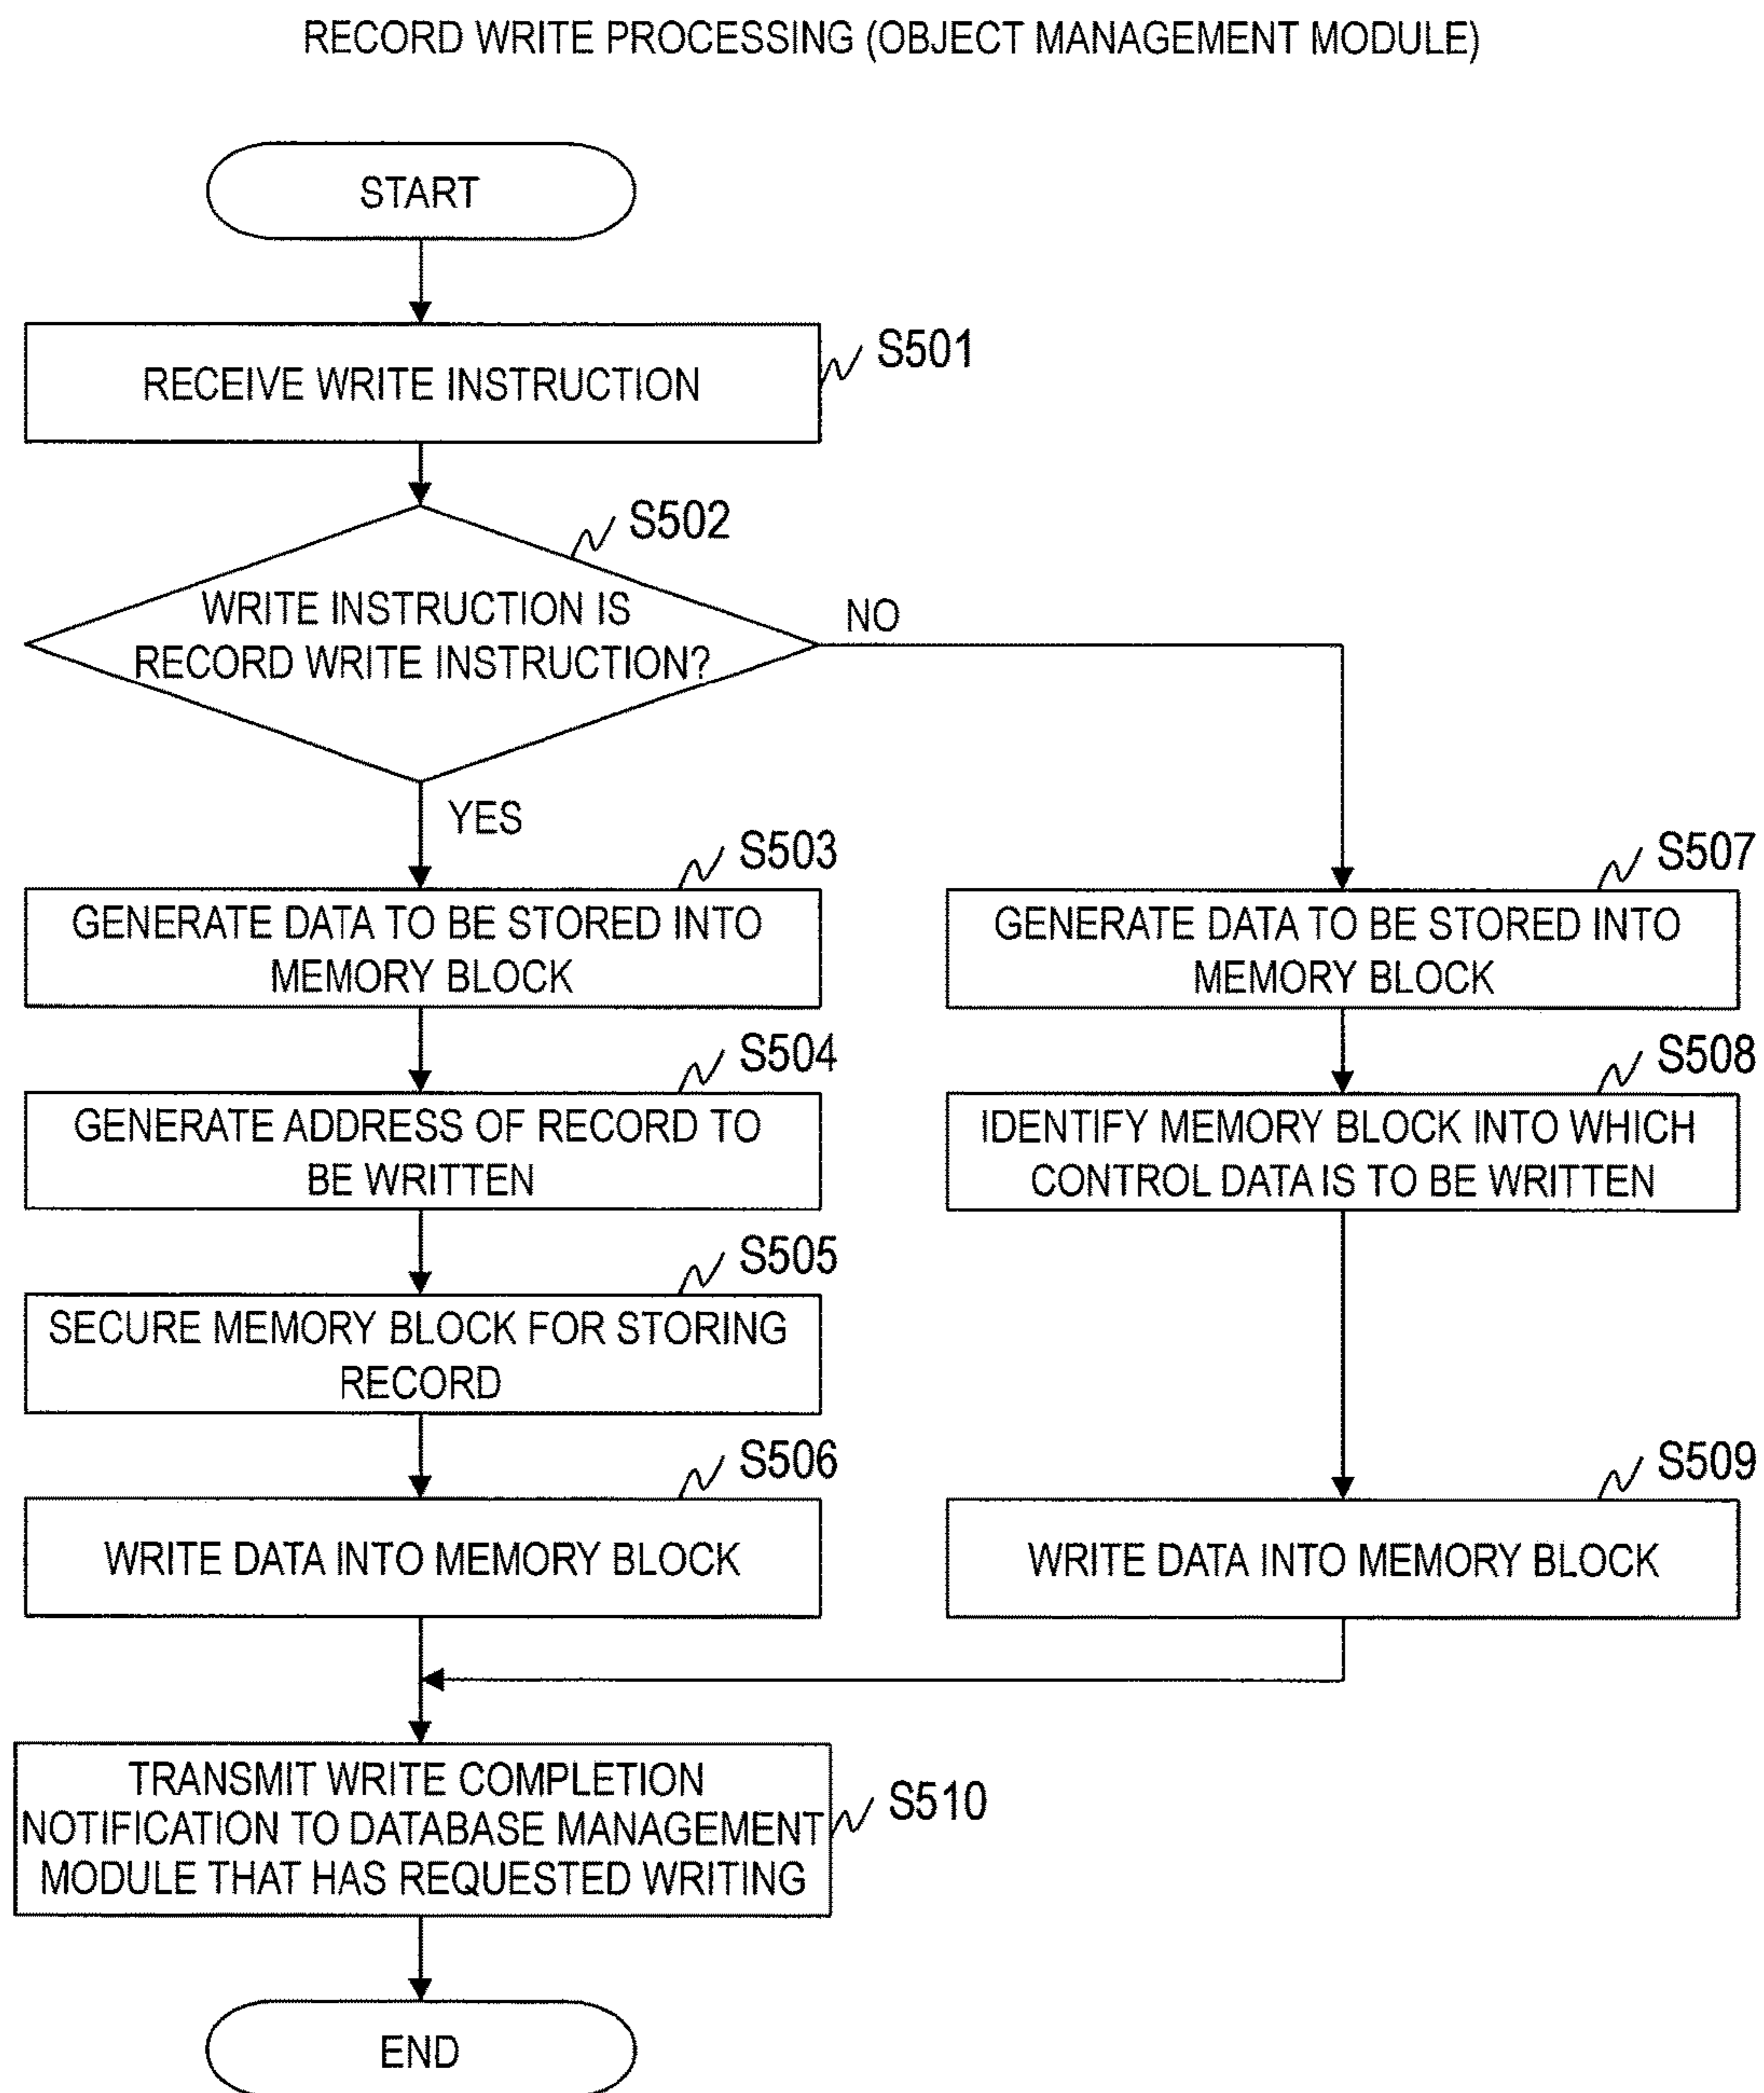 RECORD WRITE PROCESSING (OBJECT MANAGEMENT MODULE)
START
S501
RECEIVE WRITE INSTRUCTION
S502
WRITE INSTRUCTION IS
RECORD WRITE INSTRUCTION?
NO
YES
S503
GENERATE DATA TO BE STORED INTO
MEMORY BLOCK
S504
GENERATE ADDRESS OF RECORD TO
BE WRITTEN
S505
SECURE MEMORY BLOCK FOR STORING
RECORD
S506
WRITE DATA INTO MEMORY BLOCK
S507
GENERATE DATA TO BE STORED INTO
MEMORY BLOCK
S508
IDENTIFY MEMORY BLOCK INTO WHICH
CONTROL DATA IS TO BE WRITTEN
S509
WRITE DATA INTO MEMORY BLOCK
TRANSMIT WRITE COMPLETION
NOTIFICATION TO DATABASE MANAGEMENT
MODULE THAT HAS REQUESTED WRITING
S510
END